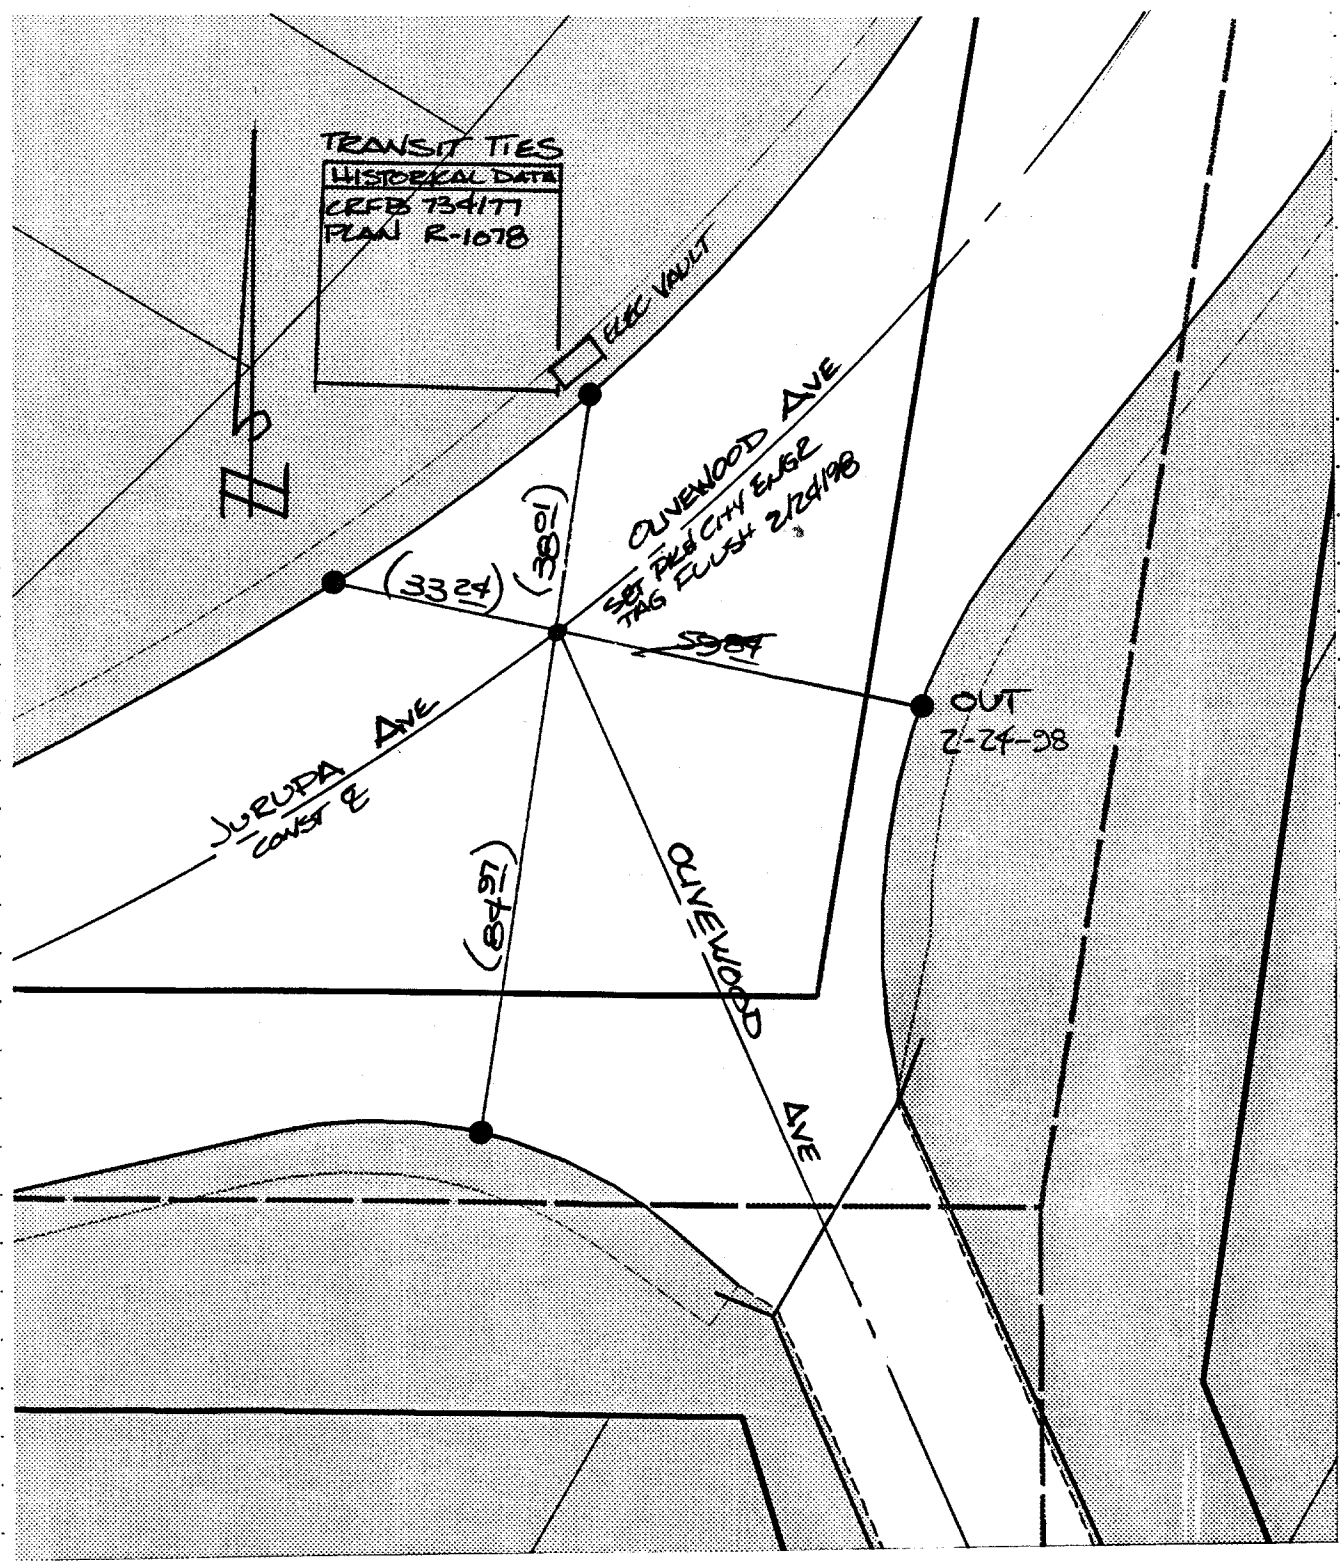 TRANSIT TIES
HISTORICAL DATA
CRFB 734/77
PLAN R-1078
ELEC VAULT
N
OLIVEWOOD AVE
SET PK & CITY ENGR
TAG FLUSH 2/24/98
(38 01)
(33 24)
59 84
OUT
2-24-98
JURUPA AVE
CONST ℄
(84 97)
OLIVEWOOD AVE